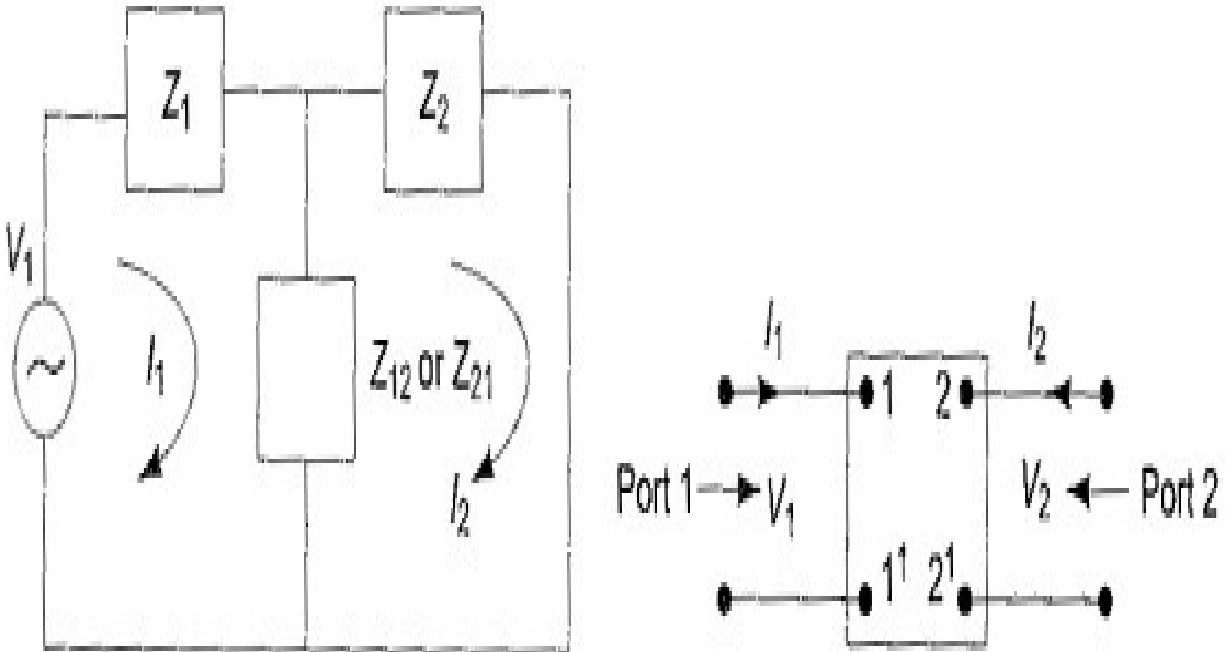 Z₁
Z₂
V₁
~
I₁
Z₁₂ or Z₂₁
I₂
I₁
I₂
1 2
Port 1
V₁
V₂
Port 2
1¹ 2¹